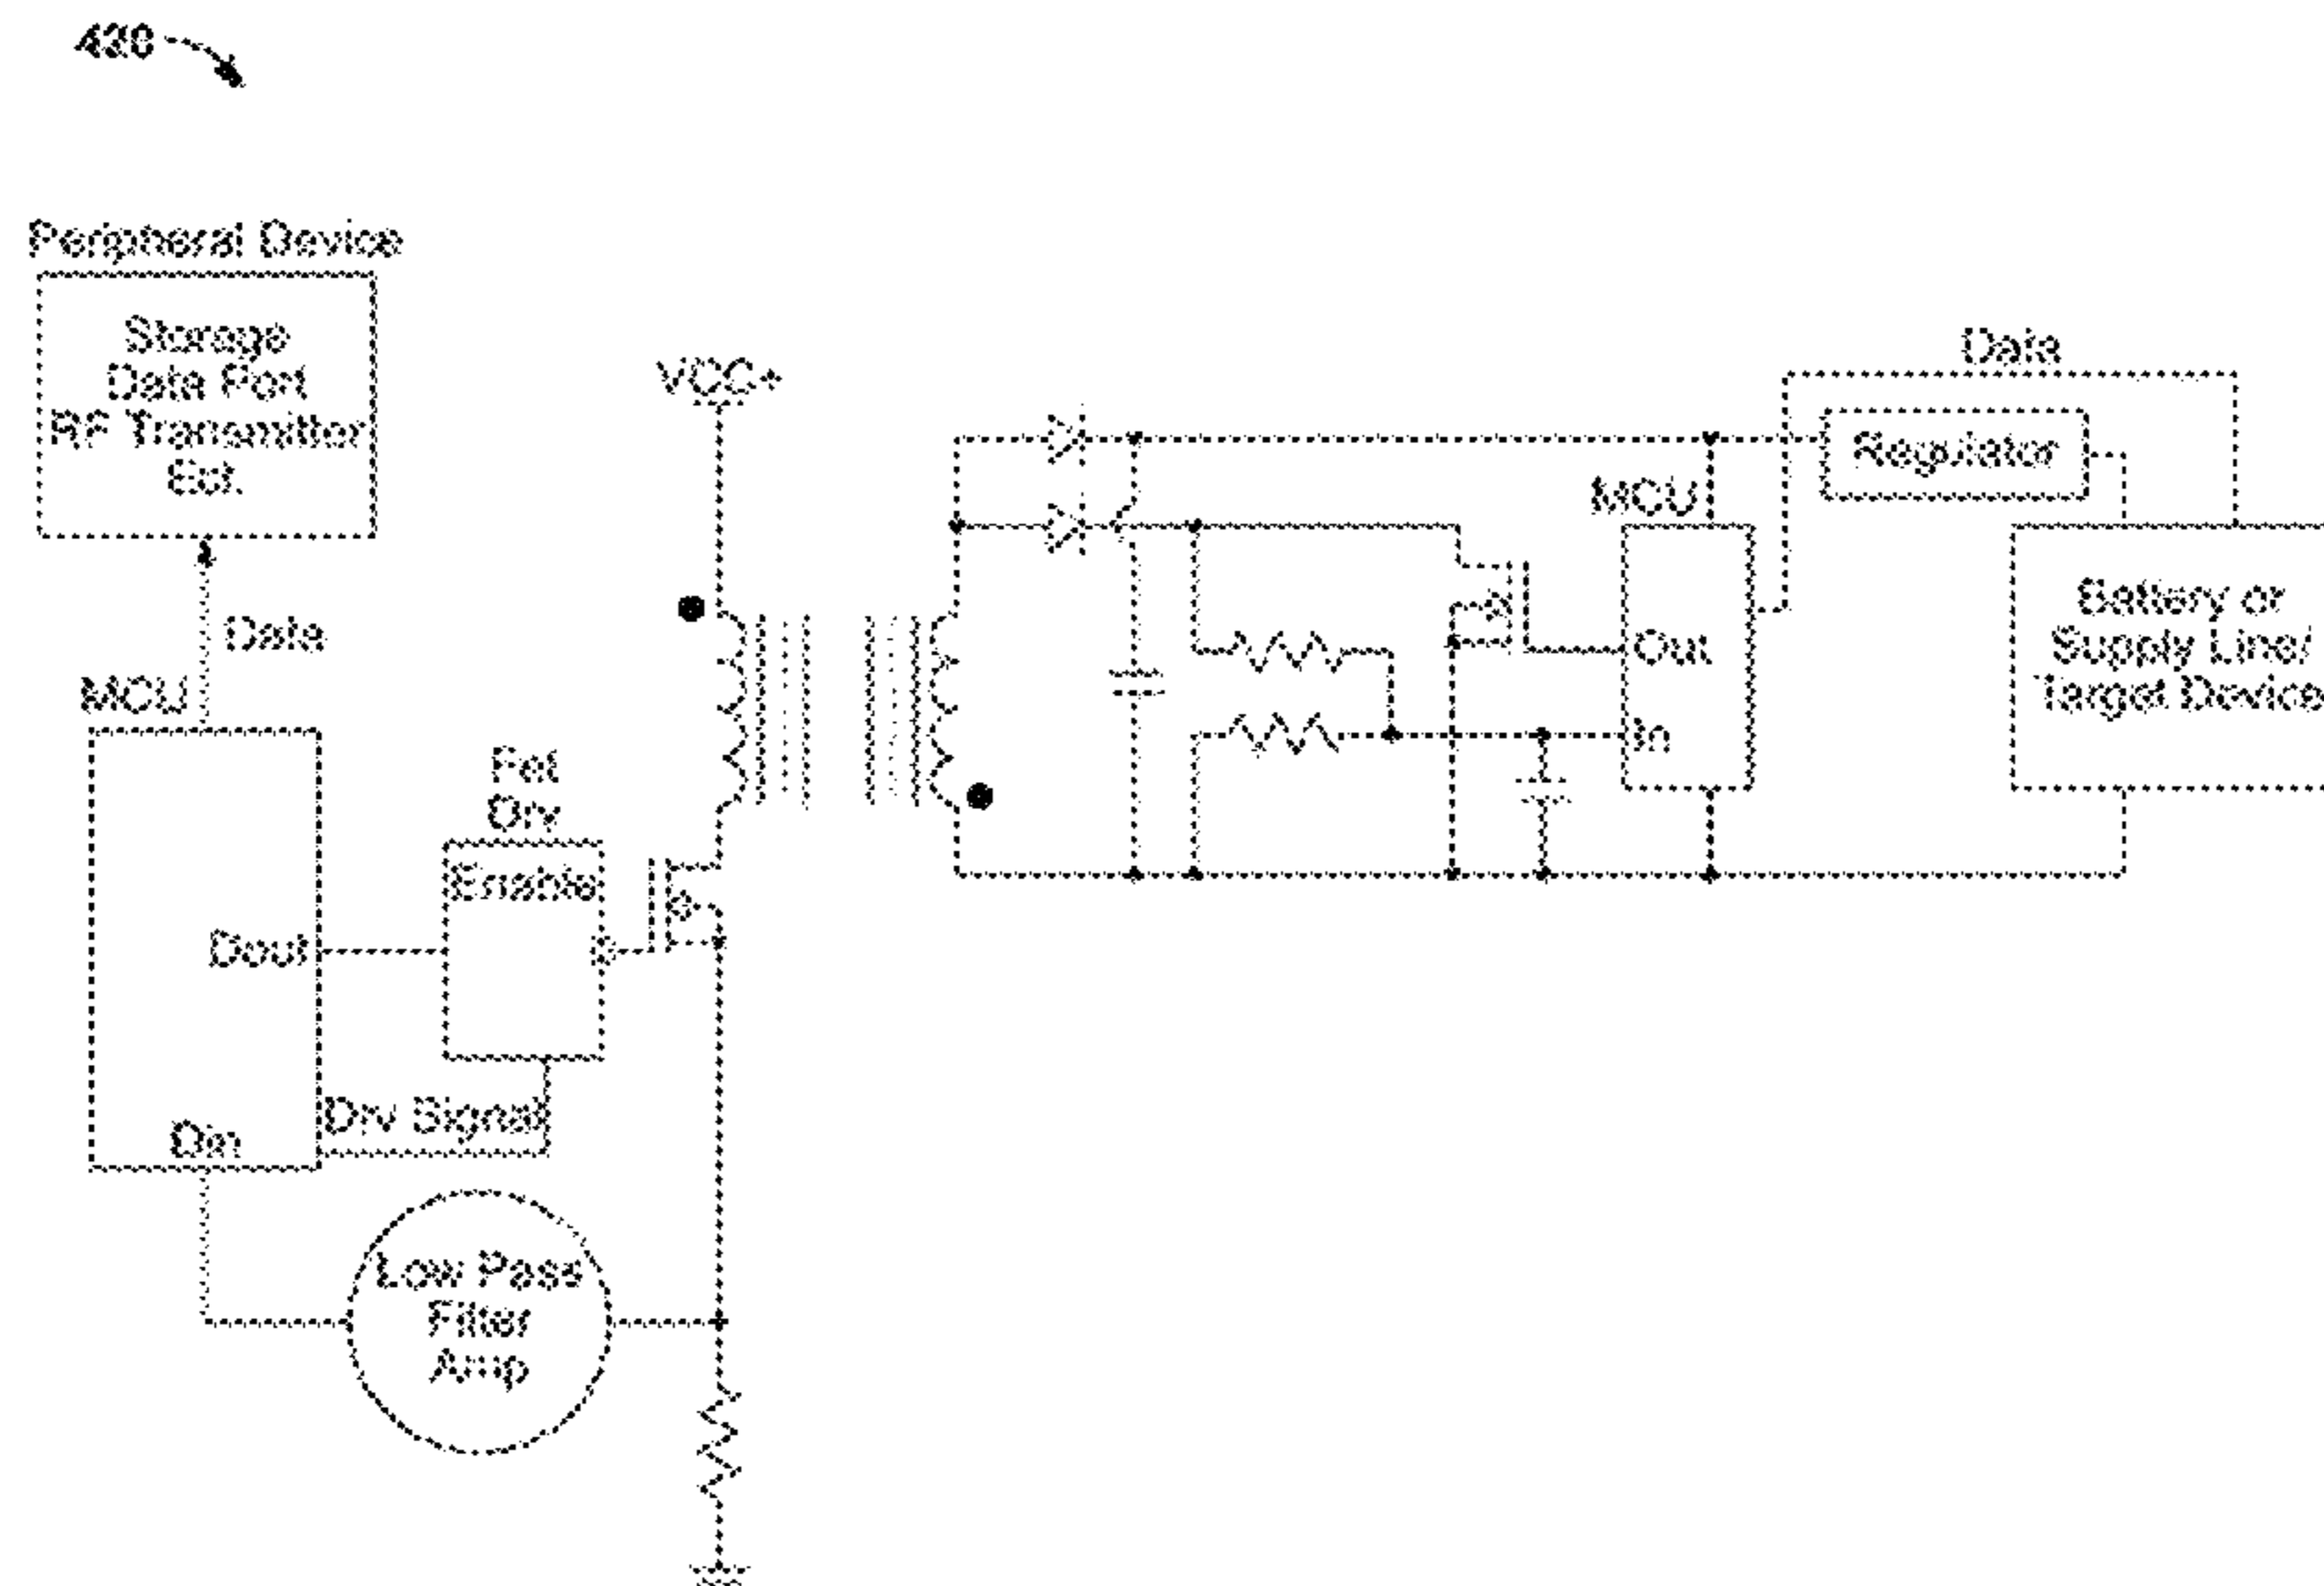 420
Peripheral Device
Storage
Data Port
RF Transmitter
Ect.
Data
MCU
Dout
Din
Fet
Drv
Enable
Drv Signal
Low Pass
Filter
Amp
VCC+
MCU
Out
In
Data
Regulator
Battery or
Supply Line/
Target Device